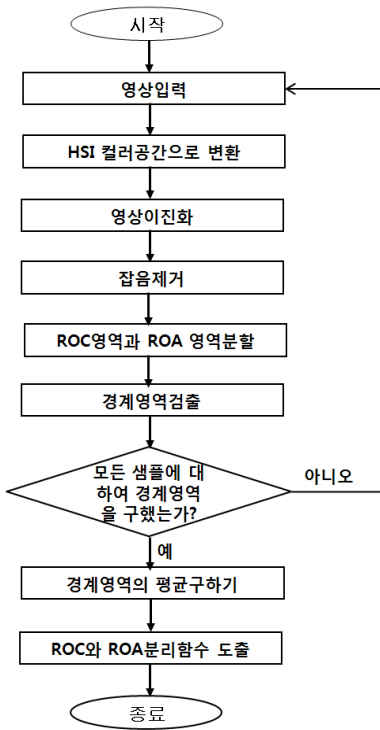 시작
영상입력
HSI 컬러공간으로 변환
영상이진화
잡음제거
ROC영역과 ROA 영역분할
경계영역검출
모든 샘플에 대
하여 경계영역
을 구했는가?
아니오
예
경계영역의 평균구하기
ROC와 ROA분리함수 도출
종료